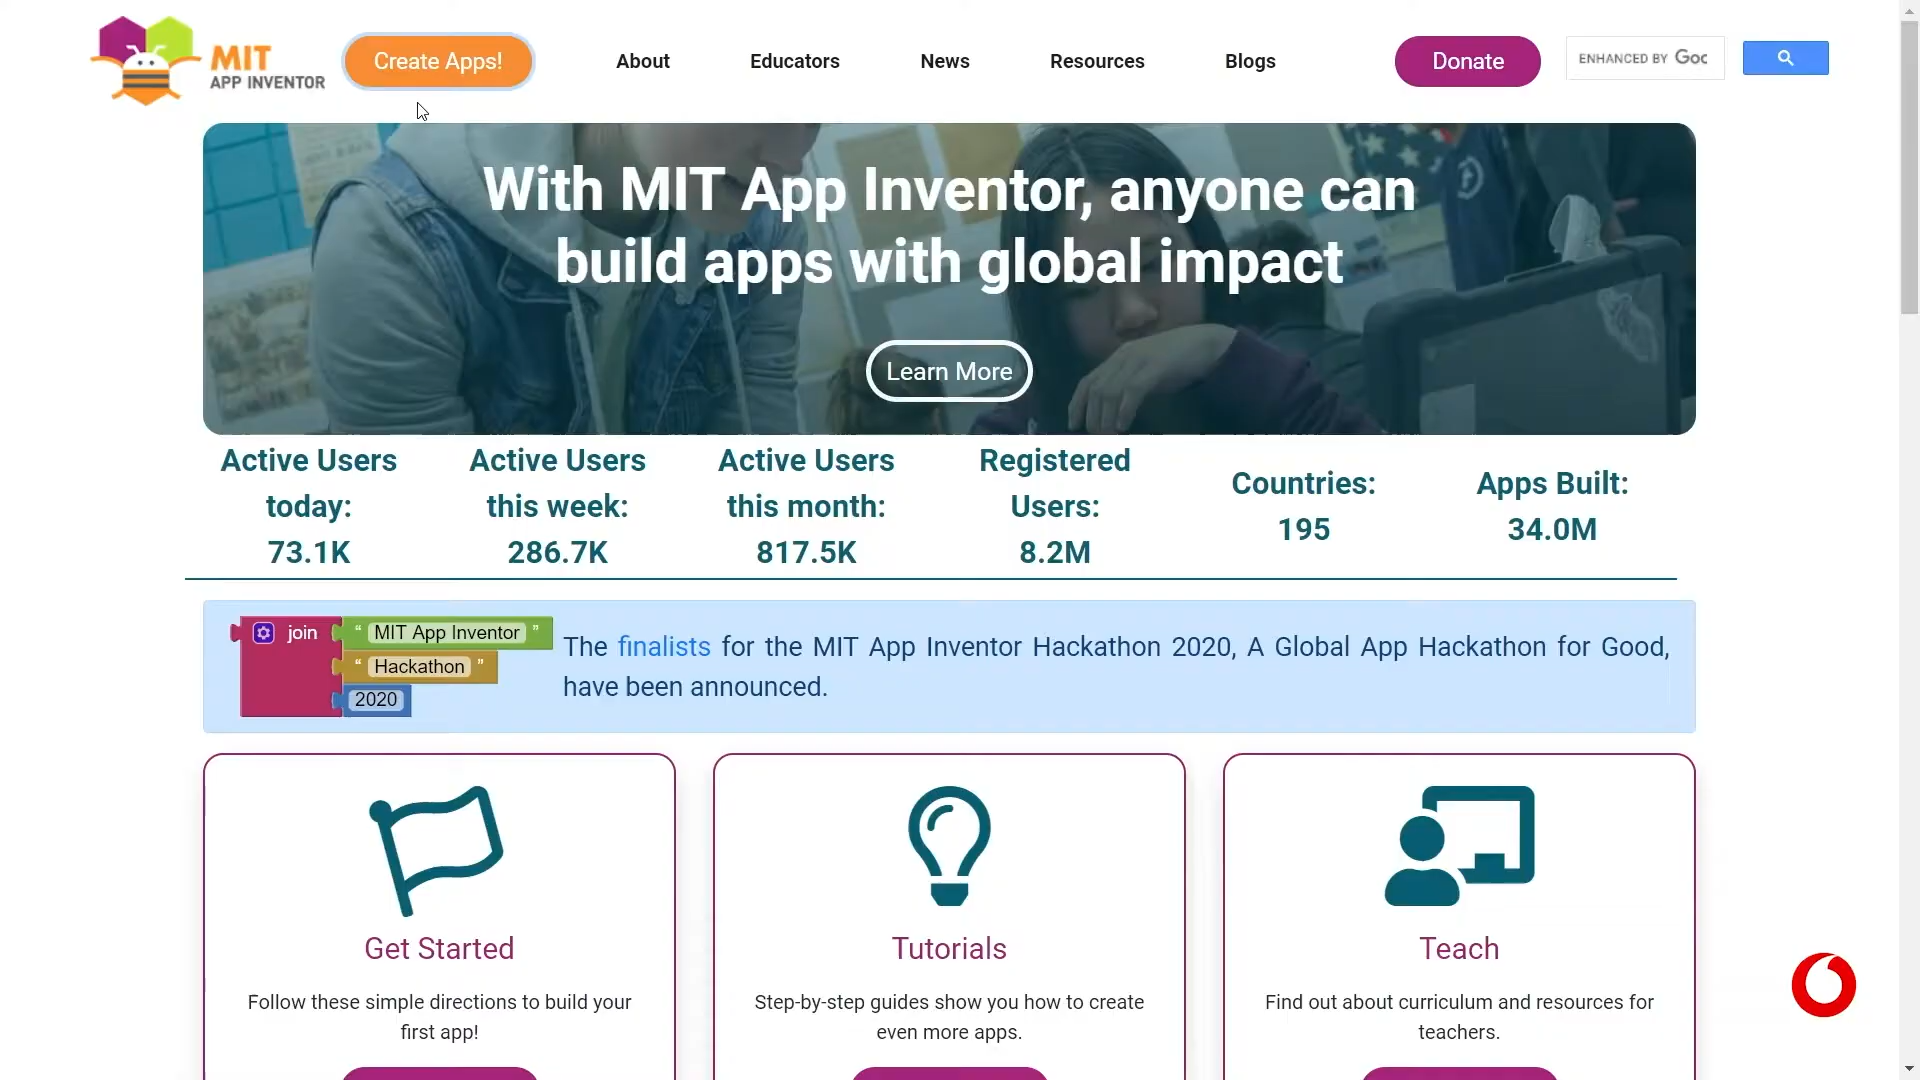 MIT
APP INVENTOR
Create Apps!
About
Educators
News
Resources
Blogs
Donate
ENHANCED BY Goo
With MIT App Inventor, anyone can
build apps with global impact
Learn More
Active Users
today:
73.1K
Active Users
this week:
286.7K
Active Users
this month:
817.5K
Registered
Users:
8.2M
Countries:
195
Apps Built:
34.0M
join
“ MIT App Inventor ”
“ Hackathon ”
2020
The finalists for the MIT App Inventor Hackathon 2020, A Global App Hackathon for Good,
have been announced.
Get Started
Follow these simple directions to build your
first app!
Tutorials
Step-by-step guides show you how to create
even more apps.
Teach
Find out about curriculum and resources for
teachers.